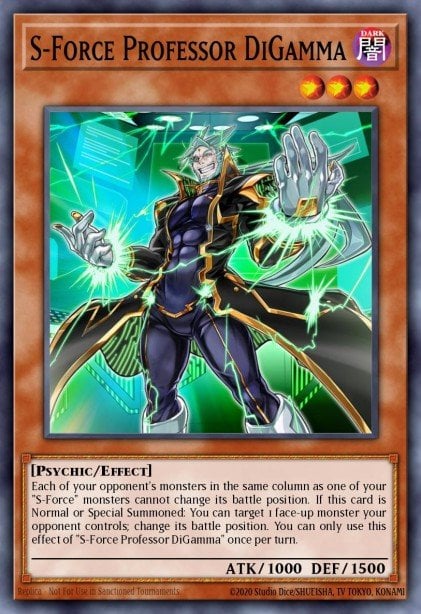 S-Force Professor DiGamma
DARK
闇
[Psychic/Effect]
Each of your opponent's monsters in the same column as one of your
"S-Force" monsters cannot change its battle position. If this card is
Normal or Special Summoned: You can target 1 face-up monster your
opponent controls; change its battle position. You can only use this
effect of "S-Force Professor DiGamma" once per turn.
ATK/1000 DEF/1500
Replica - Not For Use in Sanctioned Tournaments
©2020 Studio Dice/SHUEISHA, TV TOKYO, KONAMI